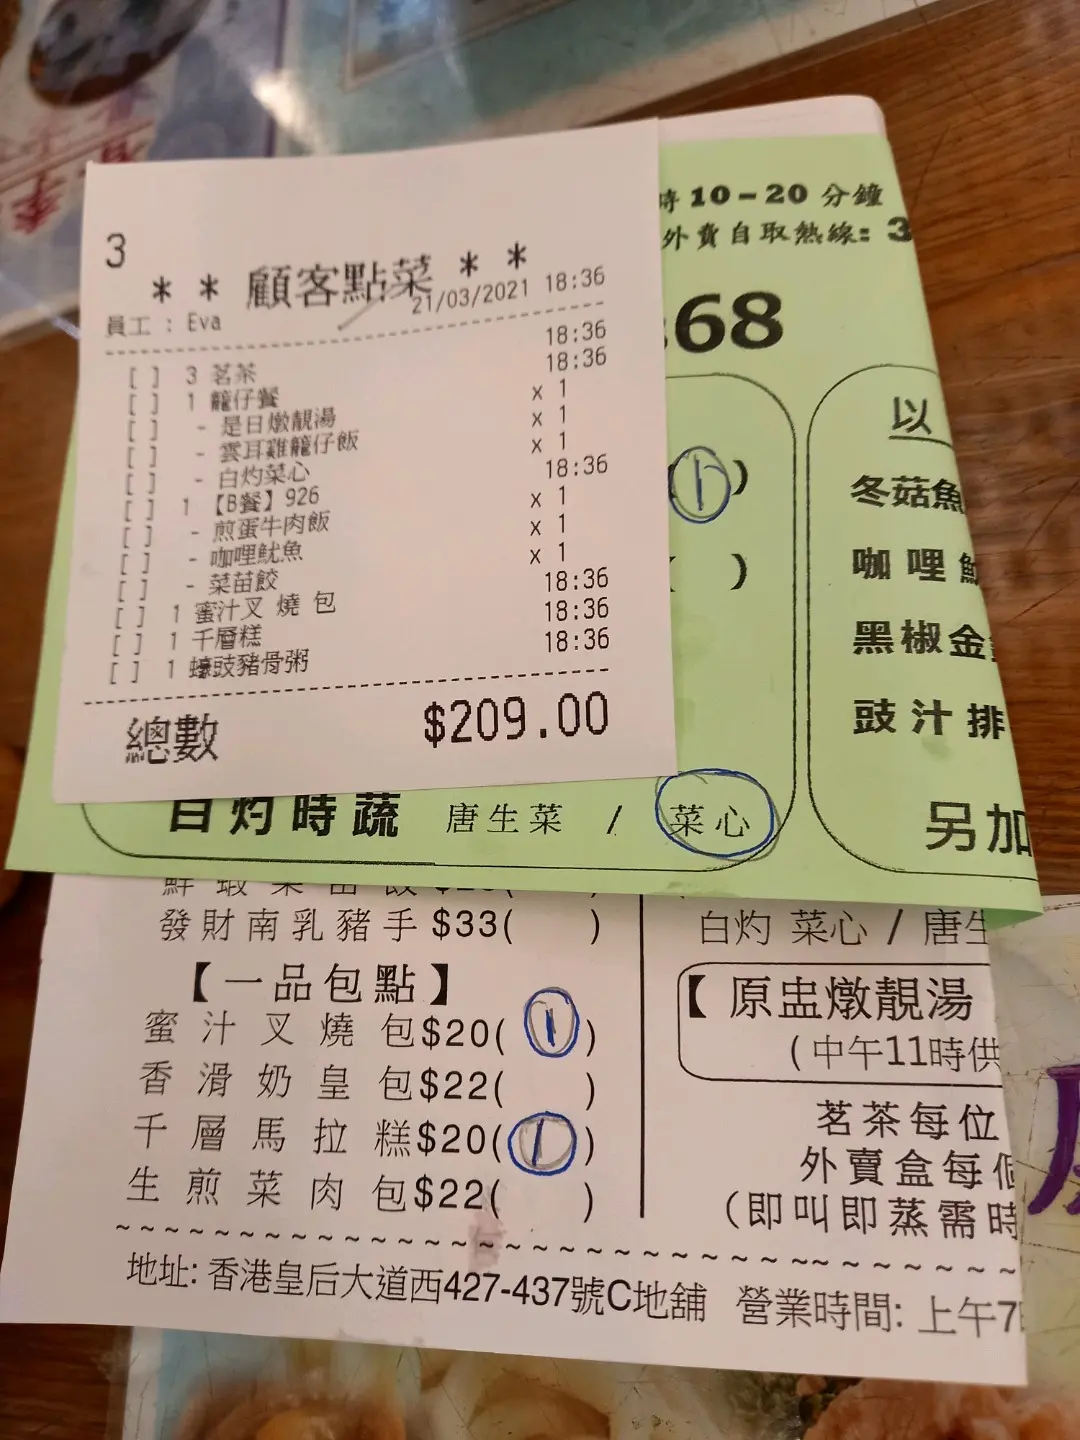 3
* * 顧客點菜 * *
員工 : Eva 21/03/2021 18:36
18:36
[ ] 3 茗茶 18:36
[ ] 1 籠仔餐
[ ] - 是日燉靚湯 x 1
[ ] - 雲耳雞籠仔飯 x 1
[ ] - 白灼菜心 x 1
[ ] 1 【B餐】926 18:36
[ ] - 煎蛋牛肉飯 x 1
[ ] - 咖哩魷魚 x 1
[ ] - 菜苗餃 x 1
[ ] 1 蜜汁叉 燒 包 18:36
[ ] 1 千層糕 18:36
[ ] 1 蠔豉豬骨粥 18:36
總數 $209.00
時 10-20 分鐘
外賣自取熱線: 3
68
(1)
( )
以
冬菇魚
咖哩魷
黑椒金
豉汁排
另加
白灼時蔬 唐生菜 / 菜心
鮮蝦菜苗餃
發財南乳豬手 $33( )
【一品包點】
蜜汁叉燒包$20(1)
香滑奶皇包$22( )
千層馬拉糕$20(1)
生煎菜肉包$22( )
白灼 菜心 / 唐生
【原盅燉靚湯
(中午11時供
茗茶每位
外賣盒每個
(即叫即蒸需時
地址: 香港皇后大道西427-437號C地舖 營業時間: 上午7